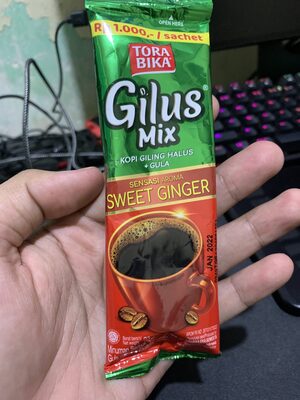 OPEN HERE
Rp 1.000,- / sachet
TORA
BIKA
Gilus
Mix
KOPI GILING HALUS
+ GULA
SENSASI AROMA
SWEET GINGER
JAN 2022